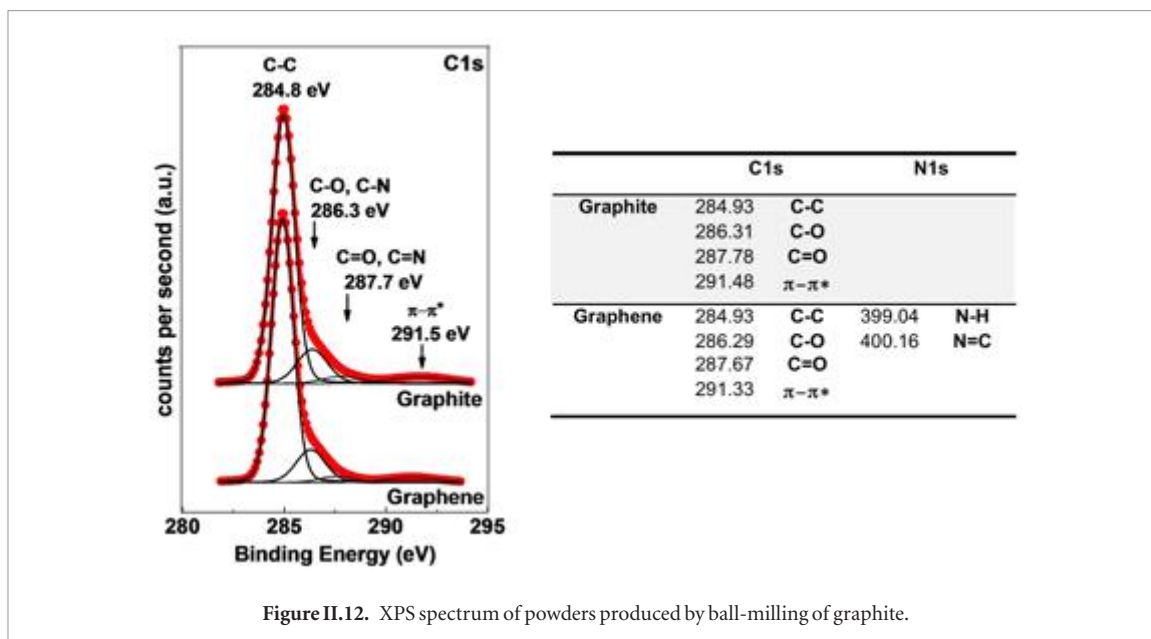 C-C
C1s
284.8 eV
C-O, C-N
286.3 eV
C=O, C=N
287.7 eV
π-π*
291.5 eV
Graphite
Graphene
counts per second (a.u.)
280 285 290 295
Binding Energy (eV)
C1s N1s
Graphite 284.93 C-C
286.31 C-O
287.78 C=O
291.48 π-π*
Graphene 284.93 C-C 399.04 N-H
286.29 C-O 400.16 N=C
287.67 C=O
291.33 π-π*
Figure II.12. XPS spectrum of powders produced by ball-milling of graphite.